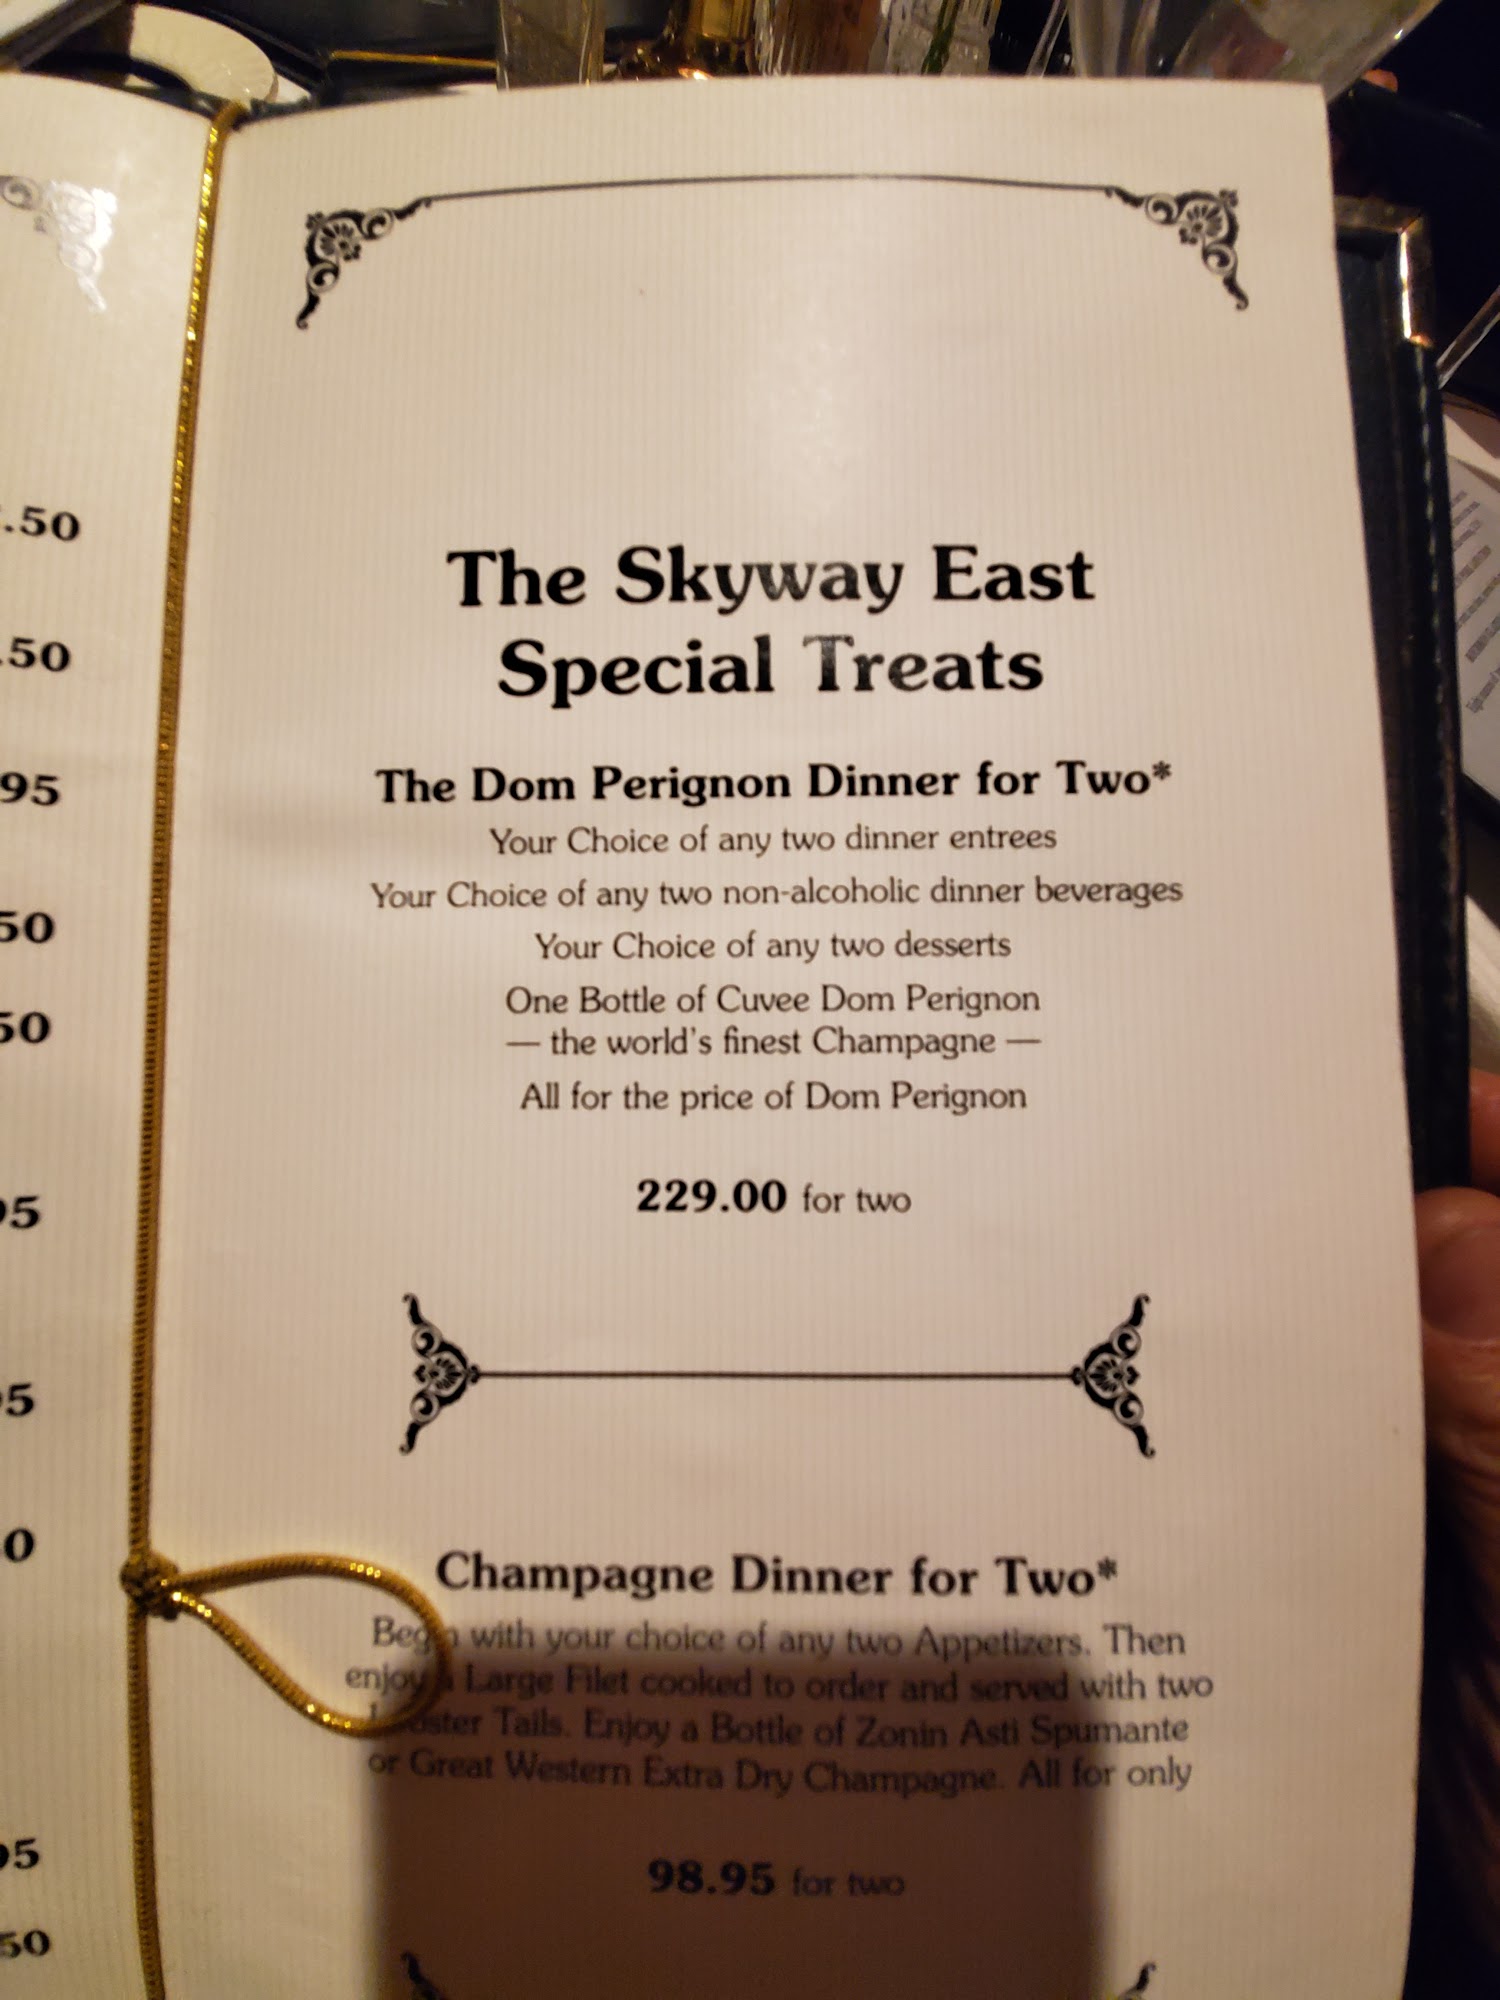 .50
.50
95
50
50
95
95
0
95
50
The Skyway East
Special Treats
The Dom Perignon Dinner for Two*
Your Choice of any two dinner entrees
Your Choice of any two non-alcoholic dinner beverages
Your Choice of any two desserts
One Bottle of Cuvee Dom Perignon
— the world's finest Champagne —
All for the price of Dom Perignon
229.00 for two
Champagne Dinner for Two*
Begin with your choice of any two Appetizers. Then
enjoy a Large Filet cooked to order and served with two
Lobster Tails. Enjoy a Bottle of Zonin Asti Spumante
or Great Western Extra Dry Champagne. All for only
98.95 for two